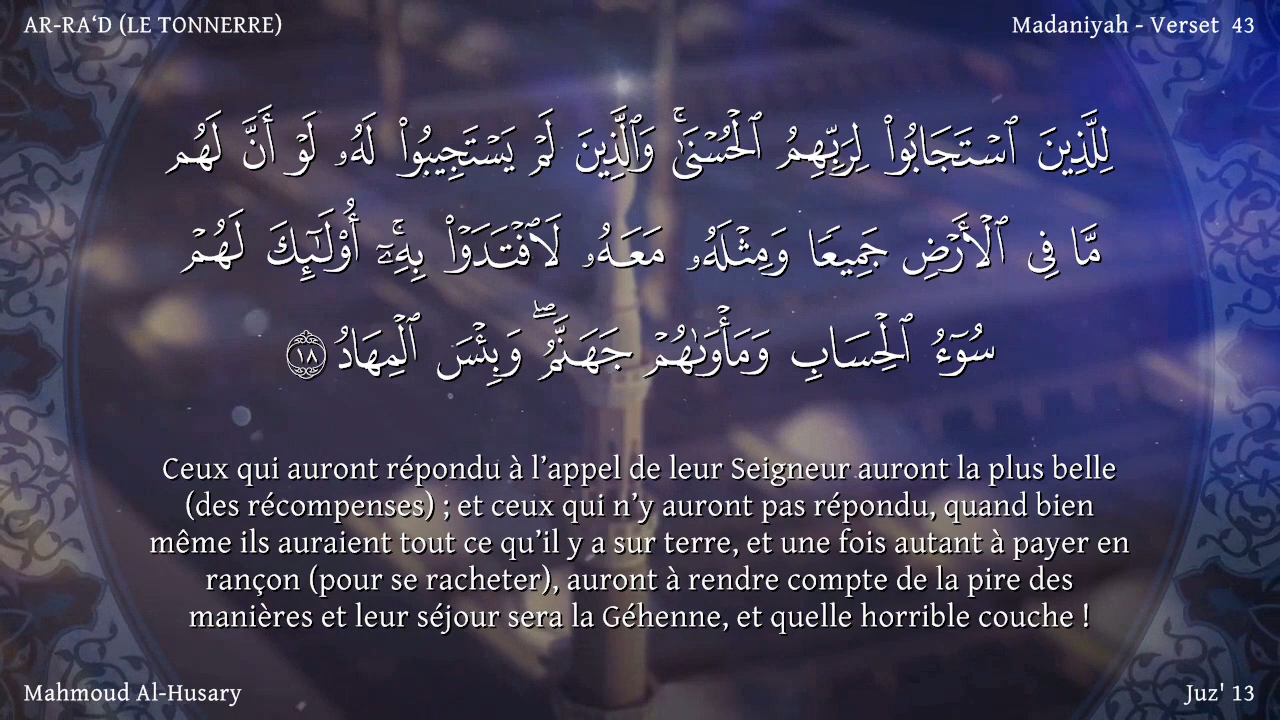 AR-RA‘D (LE TONNERRE)
Madaniyah - Verset 43
لِلَّذِينَ ٱسْتَجَابُوا۟ لِرَبِّهِمُ ٱلْحُسْنَىٰ ۚ وَٱلَّذِينَ لَمْ يَسْتَجِيبُوا۟ لَهُۥ لَوْ أَنَّ لَهُم
مَّا فِى ٱلْأَرْضِ جَمِيعًا وَمِثْلَهُۥ مَعَهُۥ لَٱفْتَدَوْا۟ بِهِۦٓ ۚ أُو۟لَـٰٓئِكَ لَهُمْ
سُوٓءُ ٱلْحِسَابِ وَمَأْوَىٰهُمْ جَهَنَّمُ ۖ وَبِئْسَ ٱلْمِهَادُ ١٨
Ceux qui auront répondu à l’appel de leur Seigneur auront la plus belle
(des récompenses) ; et ceux qui n’y auront pas répondu, quand bien
même ils auraient tout ce qu’il y a sur terre, et une fois autant à payer en
rançon (pour se racheter), auront à rendre compte de la pire des
manières et leur séjour sera la Géhenne, et quelle horrible couche !
Mahmoud Al-Husary
Juz' 13